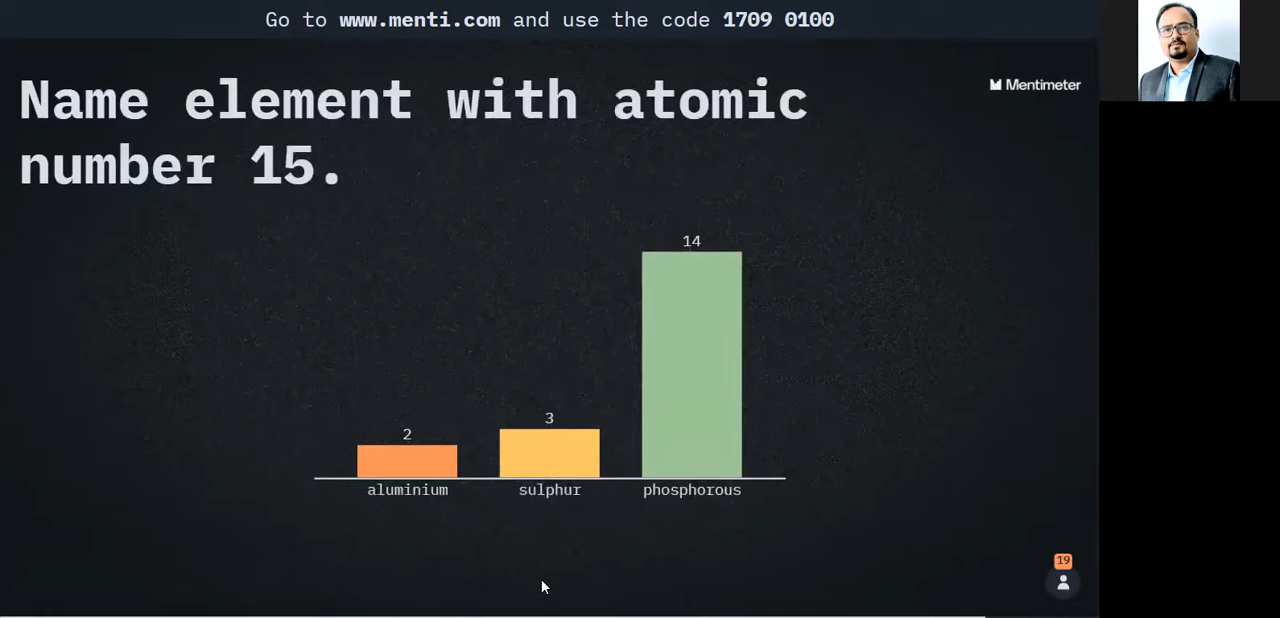 Go to www.menti.com and use the code 1709 0100
Name element with atomic
number 15.
Mentimeter
14
3
2
aluminium
sulphur
phosphorous
19